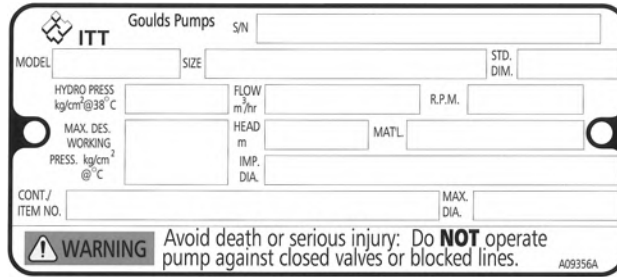 ITT Goulds Pumps S/N
MODEL SIZE STD. DIM.
HYDRO PRESS kg/cm²@38°C FLOW m³/hr R.P.M.
MAX. DES. WORKING PRESS. kg/cm² @°C HEAD m MAT'L.
IMP. DIA.
CONT./ ITEM NO. MAX. DIA.
WARNING Avoid death or serious injury: Do NOT operate
pump against closed valves or blocked lines.
A09356A